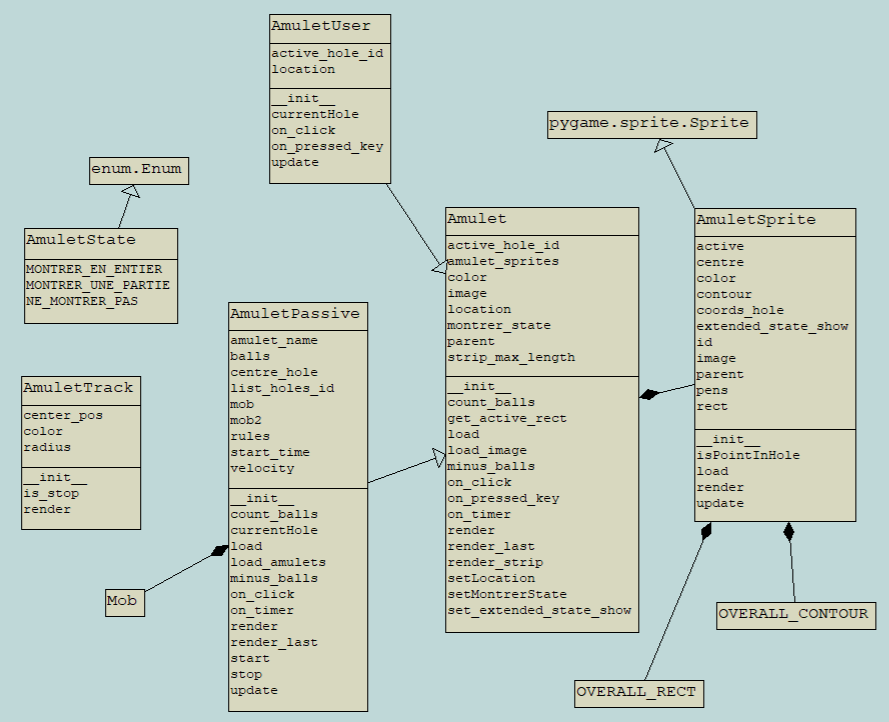 AmuletUser
active_hole_id
location
__init__
currentHole
on_click
on_pressed_key
update
pygame.sprite.Sprite
enum.Enum
AmuletState
MONTRER_EN_ENTIER
MONTRER_UNE_PARTIE
NE_MONTRER_PAS
Amulet
active_hole_id
amulet_sprites
color
image
location
montrer_state
parent
strip_max_length
__init__
count_balls
get_active_rect
load
load_image
minus_balls
on_click
on_pressed_key
on_timer
render
render_last
render_strip
setLocation
setMontrerState
set_extended_state_show
AmuletSprite
active
centre
color
contour
coords_hole
extended_state_show
id
image
parent
pens
rect
__init__
isPointInHole
load
render
update
AmuletPassive
amulet_name
balls
centre_hole
list_holes_id
mob
mob2
rules
start_time
velocity
__init__
count_balls
currentHole
load
load_amulets
minus_balls
on_click
on_timer
render
render_last
start
stop
update
AmuletTrack
center_pos
color
radius
__init__
is_stop
render
Mob
OVERALL_CONTOUR
OVERALL_RECT